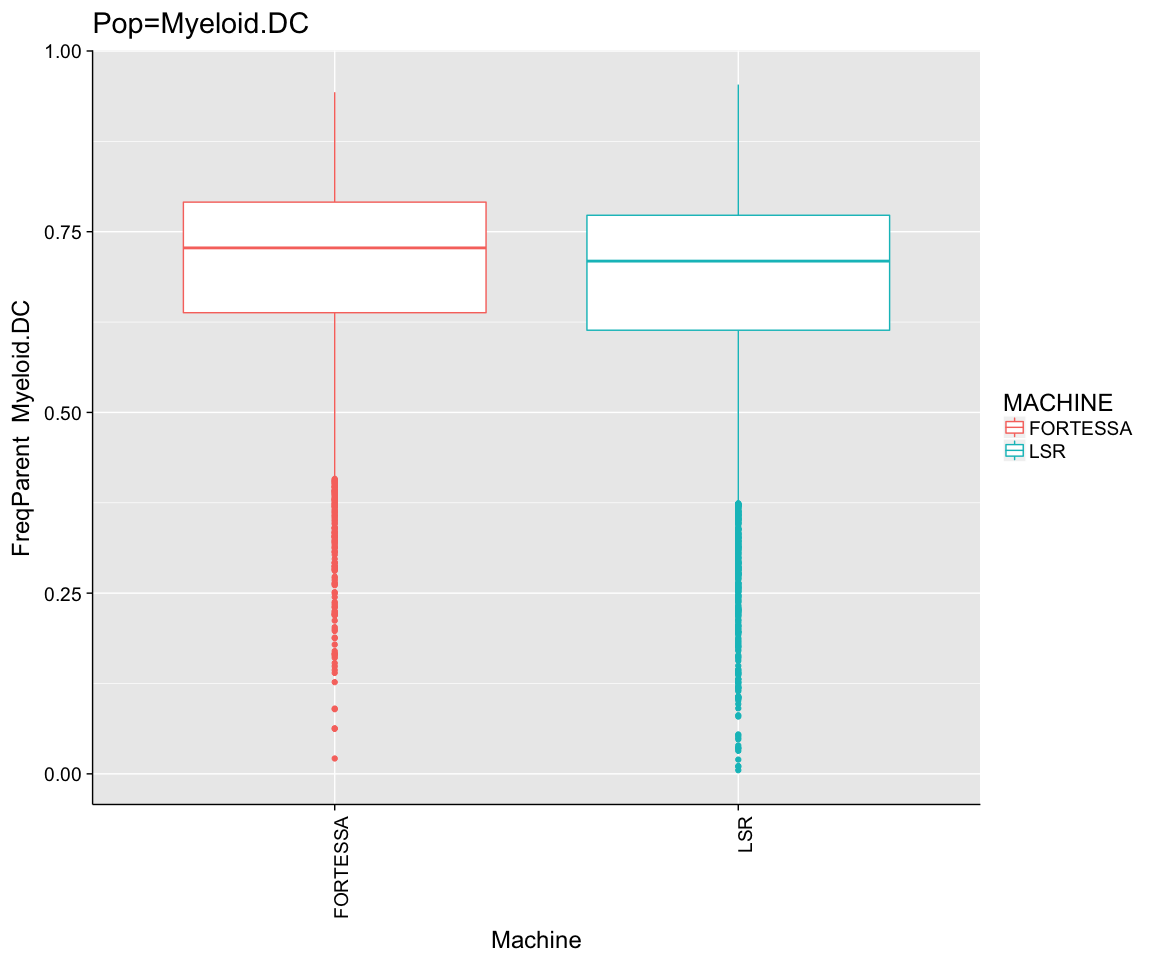 Pop=Myeloid.DC
1.00
0.75
0.50
0.25
0.00
FreqParent  Myeloid.DC
FORTESSA
LSR
Machine
MACHINE
FORTESSA
LSR